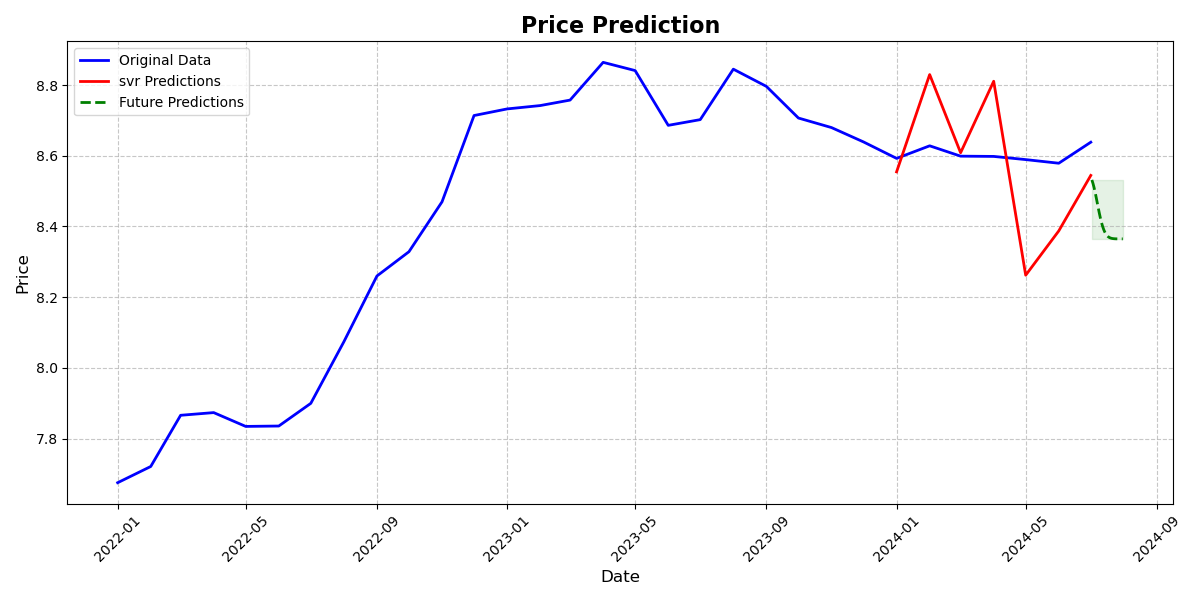 Price Prediction
Original Data
svr Predictions
Future Predictions
Price
8.8
8.6
8.4
8.2
8.0
7.8
2022-01
2022-05
2022-09
2023-01
2023-05
2023-09
2024-01
2024-05
2024-09
Date